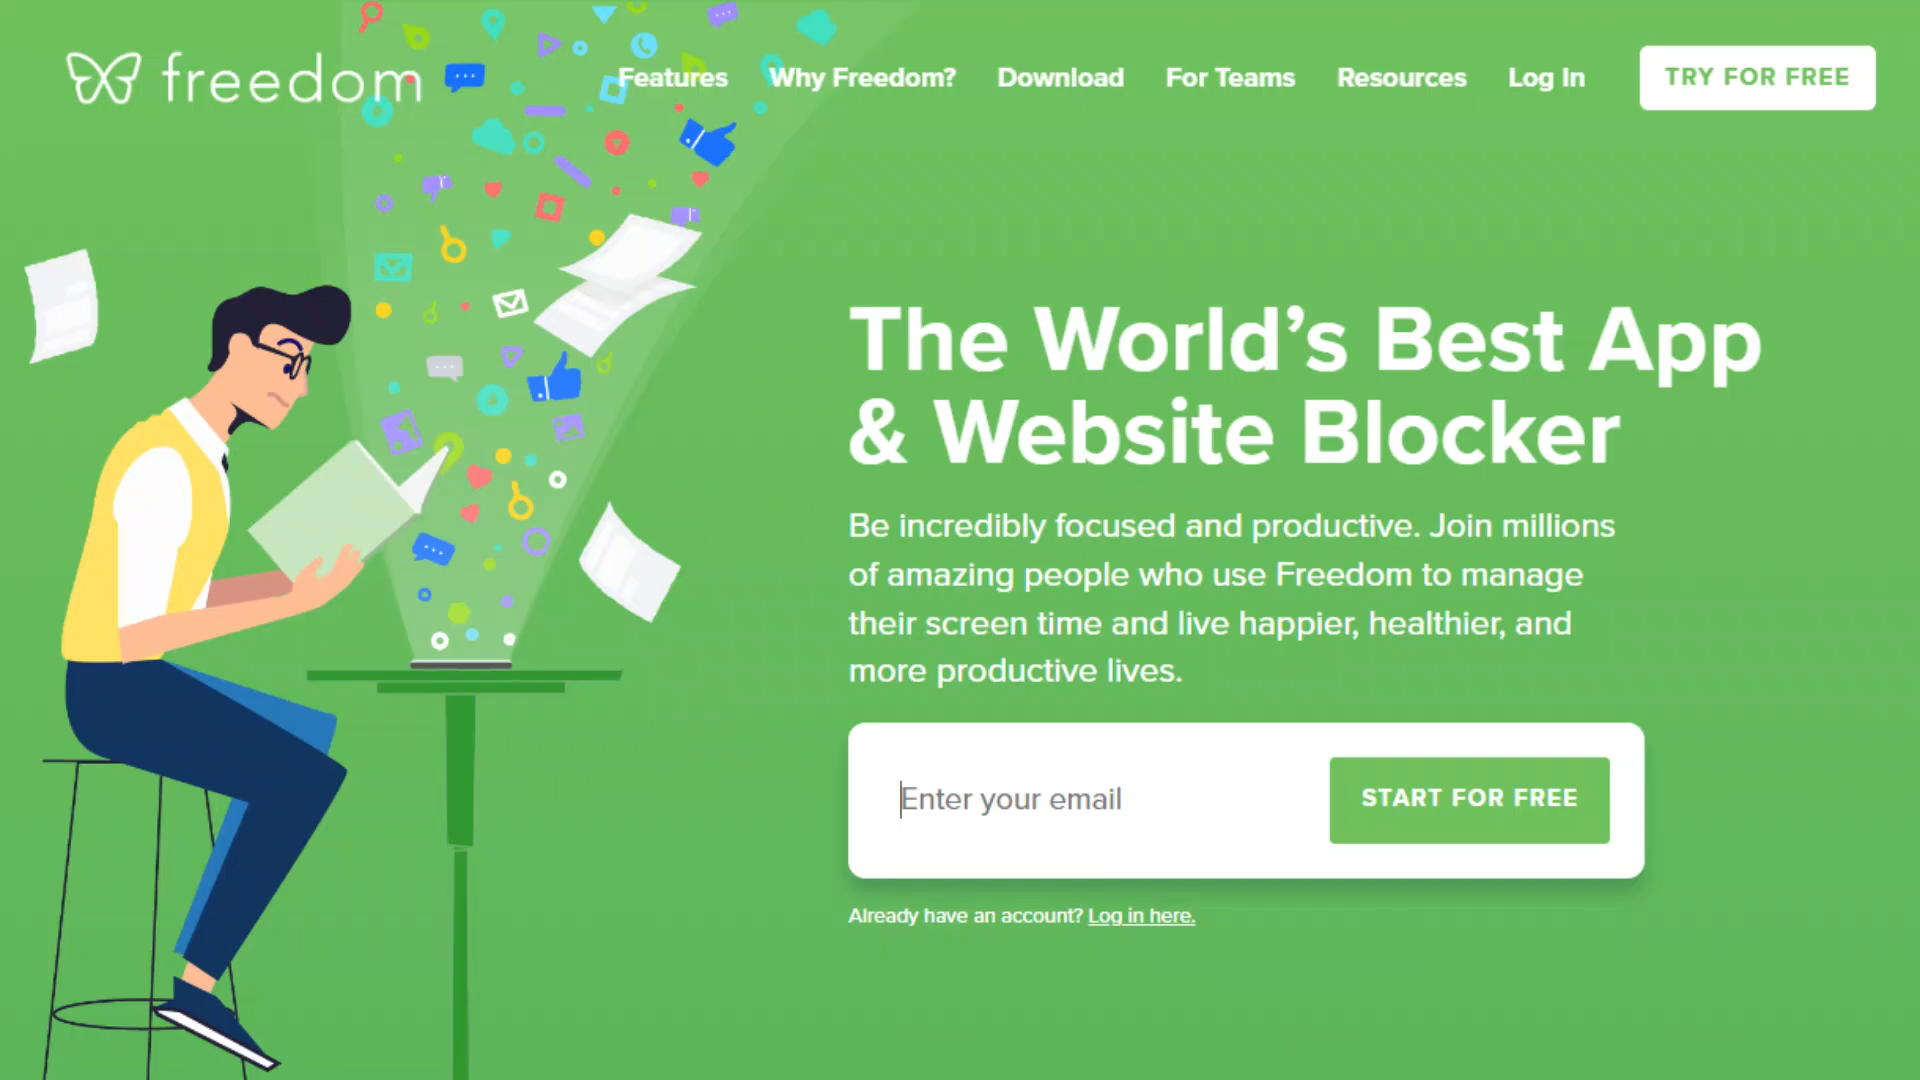 freedom
Features Why Freedom? Download For Teams Resources Log In TRY FOR FREE
The World’s Best App
& Website Blocker
Be incredibly focused and productive. Join millions
of amazing people who use Freedom to manage
their screen time and live happier, healthier, and
more productive lives.
Enter your email START FOR FREE
Already have an account? Log in here.